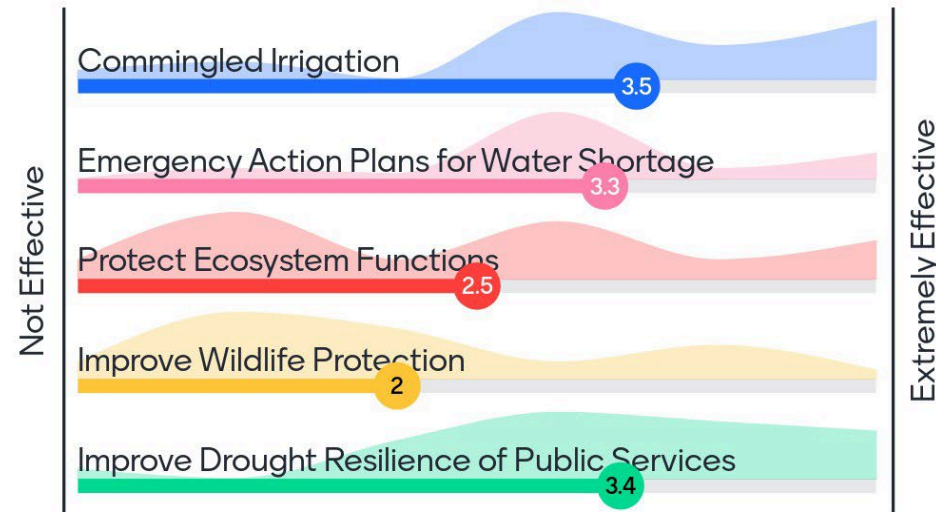 Not Effective
Commingled Irrigation
3.5
Emergency Action Plans for Water Shortage
3.3
Protect Ecosystem Functions
2.5
Improve Wildlife Protection
2
Improve Drought Resilience of Public Services
3.4
Extremely Effective